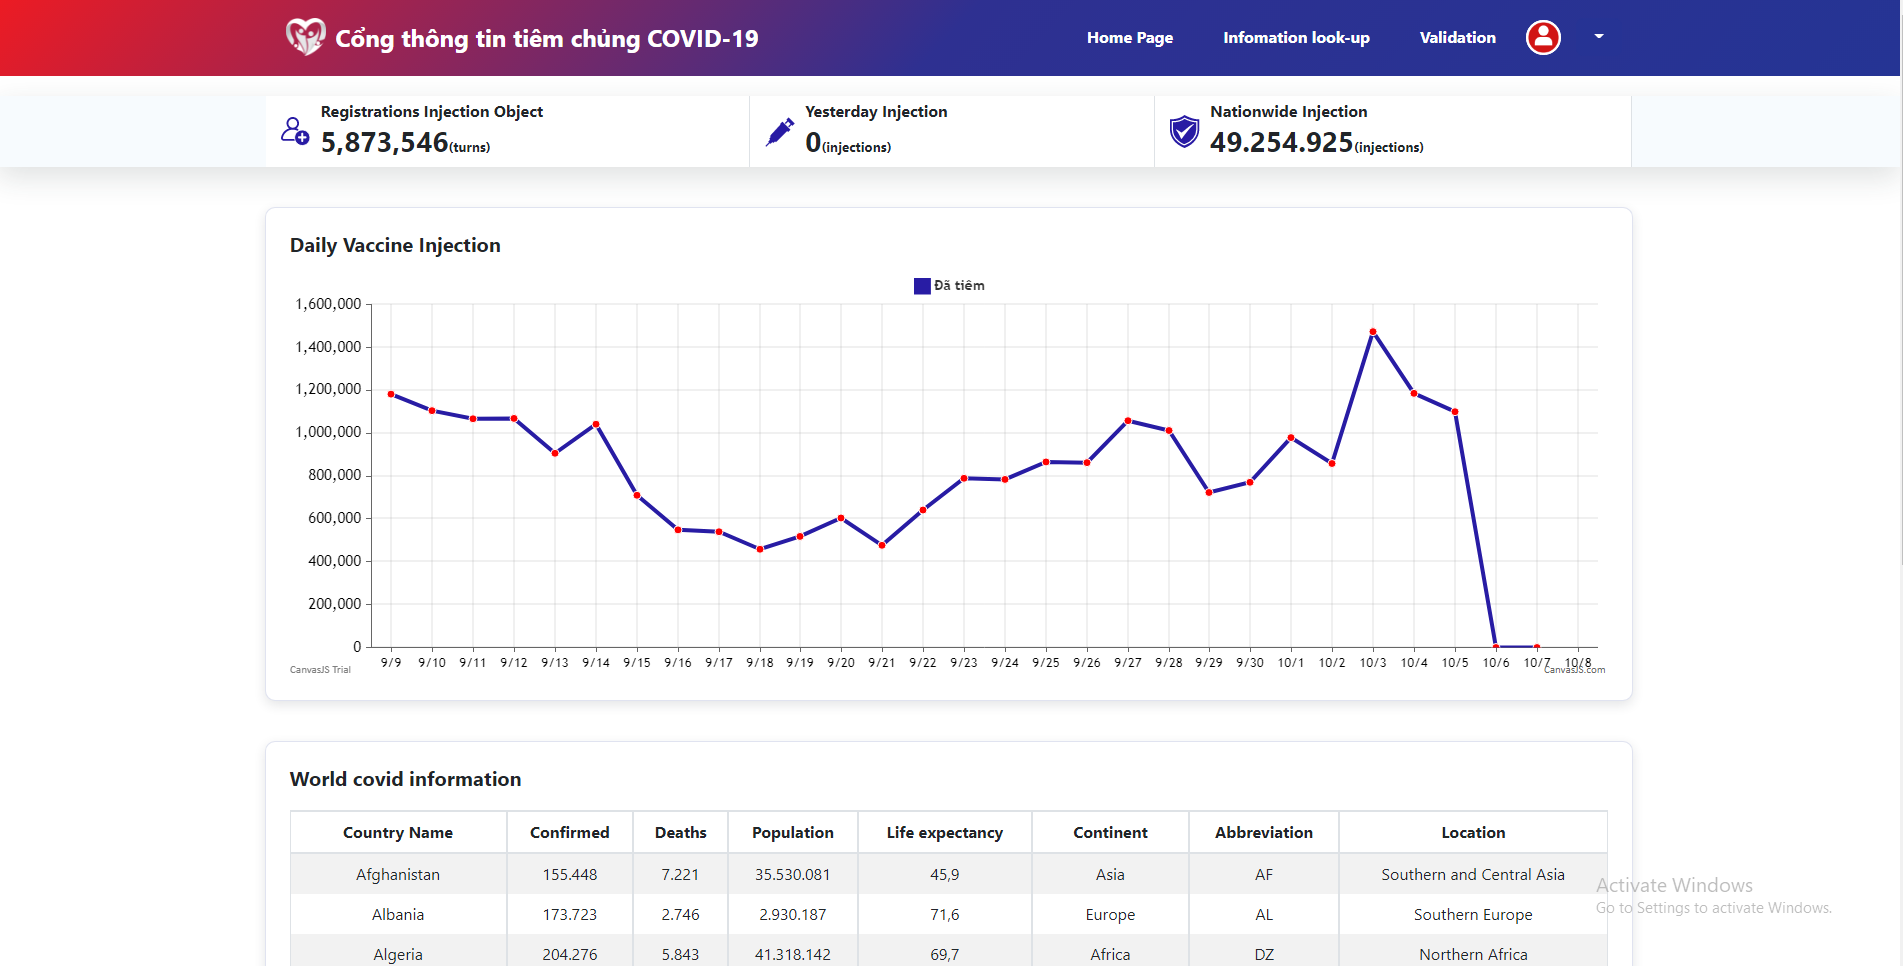 Cổng thông tin tiêm chủng COVID-19
Home Page
Infomation look-up
Validation
Registrations Injection Object
5,873,546(turns)
Yesterday Injection
0(injections)
Nationwide Injection
49.254.925(injections)
Daily Vaccine Injection
Đã tiêm
1,600,000
1,400,000
1,200,000
1,000,000
800,000
600,000
400,000
200,000
0
9/9 9/10 9/11 9/12 9/13 9/14 9/15 9/16 9/17 9/18 9/19 9/20 9/21 9/22 9/23 9/24 9/25 9/26 9/27 9/28 9/29 9/30 10/1 10/2 10/3 10/4 10/5 10/6 10/7 10/8
CanvasJS Trial
CanvasJS.com
World covid information
Country Name Confirmed Deaths Population Life expectancy Continent Abbreviation Location
Afghanistan 155.448 7.221 35.530.081 45,9 Asia AF Southern and Central Asia
Albania 173.723 2.746 2.930.187 71,6 Europe AL Southern Europe
Algeria 204.276 5.843 41.318.142 69,7 Africa DZ Northern Africa
Activate Windows
Go to Settings to activate Windows.